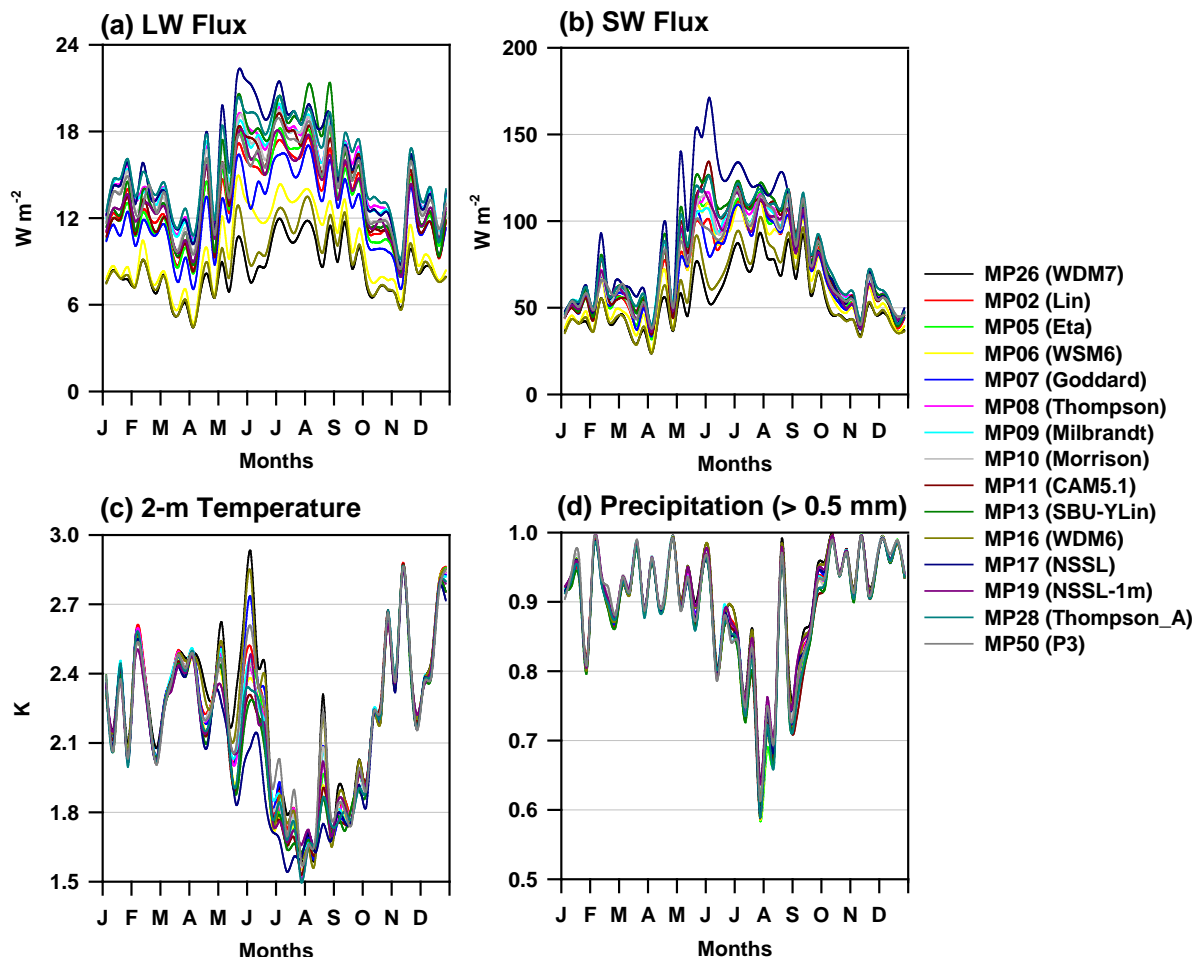 (a) LW Flux
24
18
12
6
0
W m-2
J F M A M J J A S O N D
Months
(b) SW Flux
200
150
100
50
0
W m-2
J F M A M J J A S O N D
Months
(c) 2-m Temperature
3.0
2.7
2.4
2.1
1.8
1.5
K
J F M A M J J A S O N D
Months
(d) Precipitation (> 0.5 mm)
1.0
0.9
0.8
0.7
0.6
0.5
J F M A M J J A S O N D
Months
MP26 (WDM7)
MP02 (Lin)
MP05 (Eta)
MP06 (WSM6)
MP07 (Goddard)
MP08 (Thompson)
MP09 (Milbrandt)
MP10 (Morrison)
MP11 (CAM5.1)
MP13 (SBU-YLin)
MP16 (WDM6)
MP17 (NSSL)
MP19 (NSSL-1m)
MP28 (Thompson_A)
MP50 (P3)